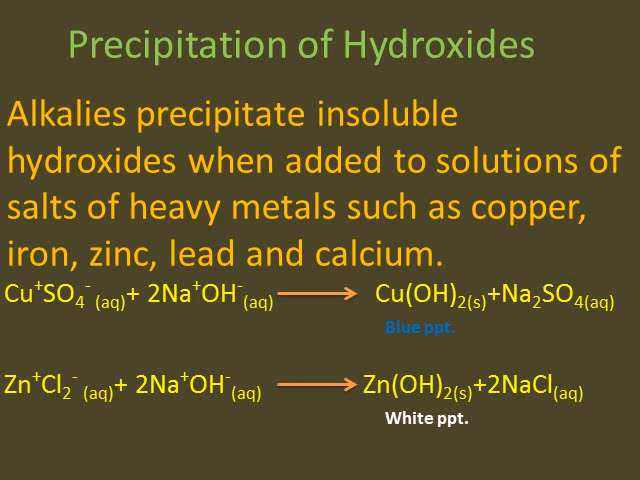 Precipitation of Hydroxides
Alkalies precipitate insoluble
hydroxides when added to solutions of
salts of heavy metals such as copper,
iron, zinc, lead and calcium.
Cu⁺SO₄⁻ ₍aq₎+ 2Na⁺OH⁻₍aq₎ ⟶ Cu(OH)₂₍s₎+Na₂SO₄₍aq₎
Blue ppt.
Zn⁺Cl₂⁻ ₍aq₎+ 2Na⁺OH⁻₍aq₎ ⟶ Zn(OH)₂₍s₎+2NaCl₍aq₎
White ppt.